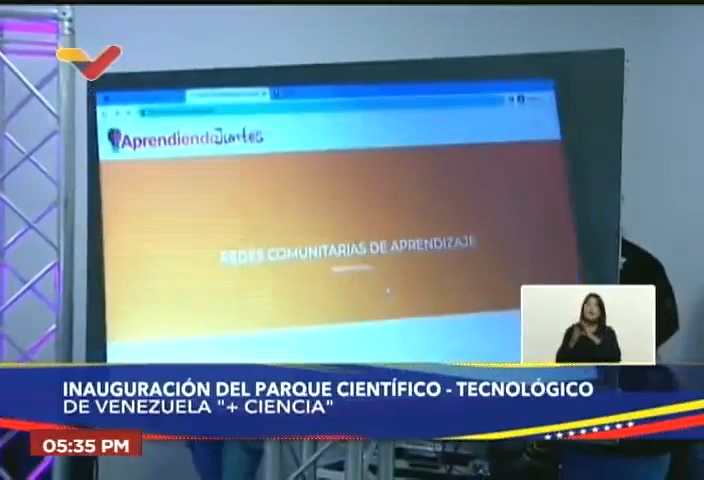 AprendiendoJuntos
REDES COMUNITARIAS DE APRENDIZAJE
INAUGURACIÓN DEL PARQUE CIENTÍFICO - TECNOLÓGICO
DE VENEZUELA "+ CIENCIA"
05:35 PM